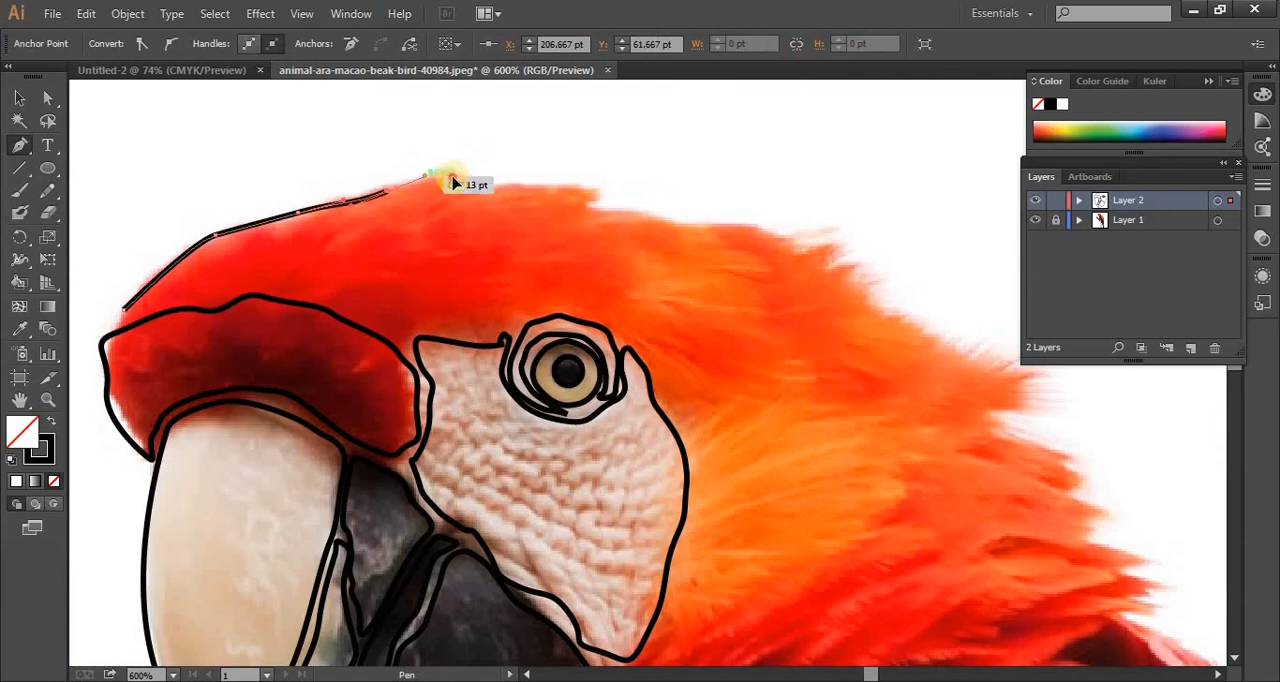 Ai File Edit Object Type Select Effect View Window Help Br Essentials
Anchor Point Convert: Handles: Anchors: X: 206.667 pt Y: 61.667 pt W: 0 pt H: 0 pt
Untitled-2 @ 74% (CMYK/Preview) × animal-ara-macao-beak-bird-40984.jpeg* @ 600% (RGB/Preview) ×
Color Color Guide Kuler
13 pt
Layers Artboards
Layer 2
Layer 1
2 Layers
600% 1 Pen